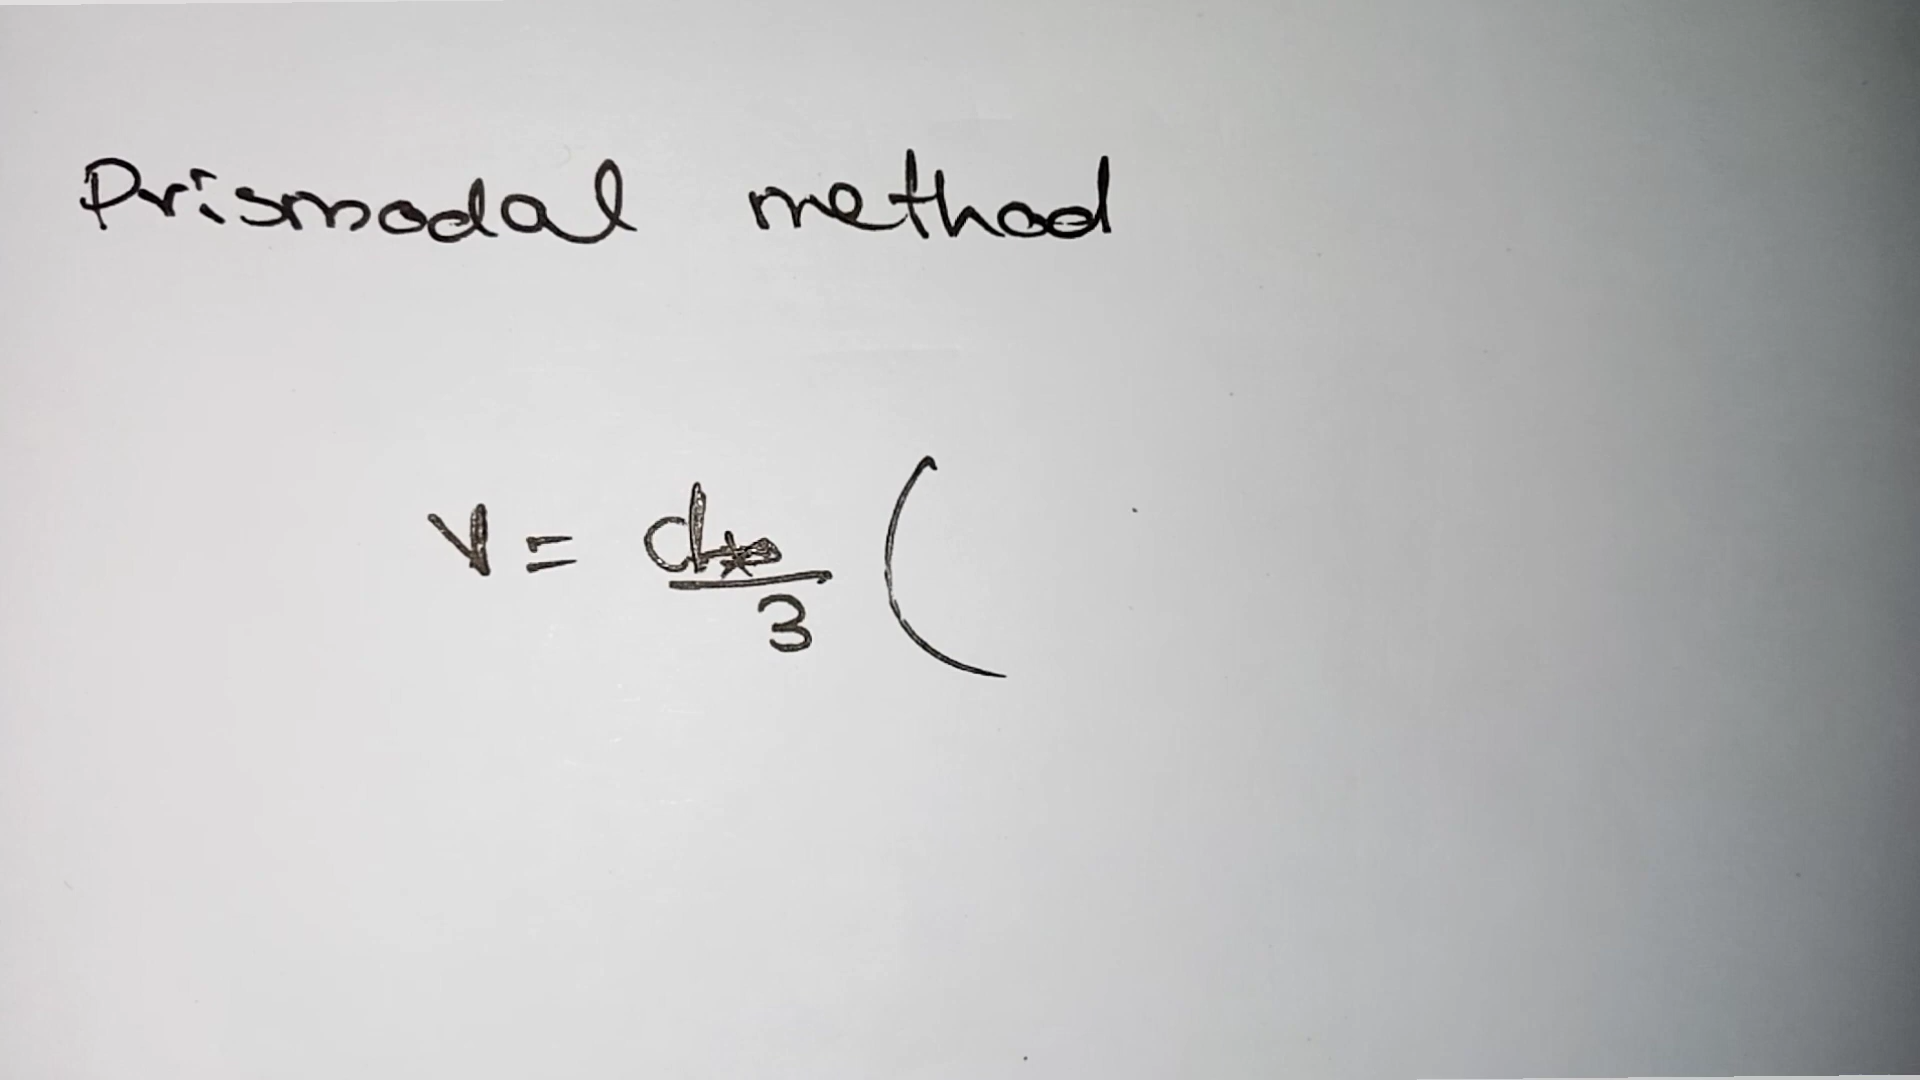 Prismodal method
V = d/3 (